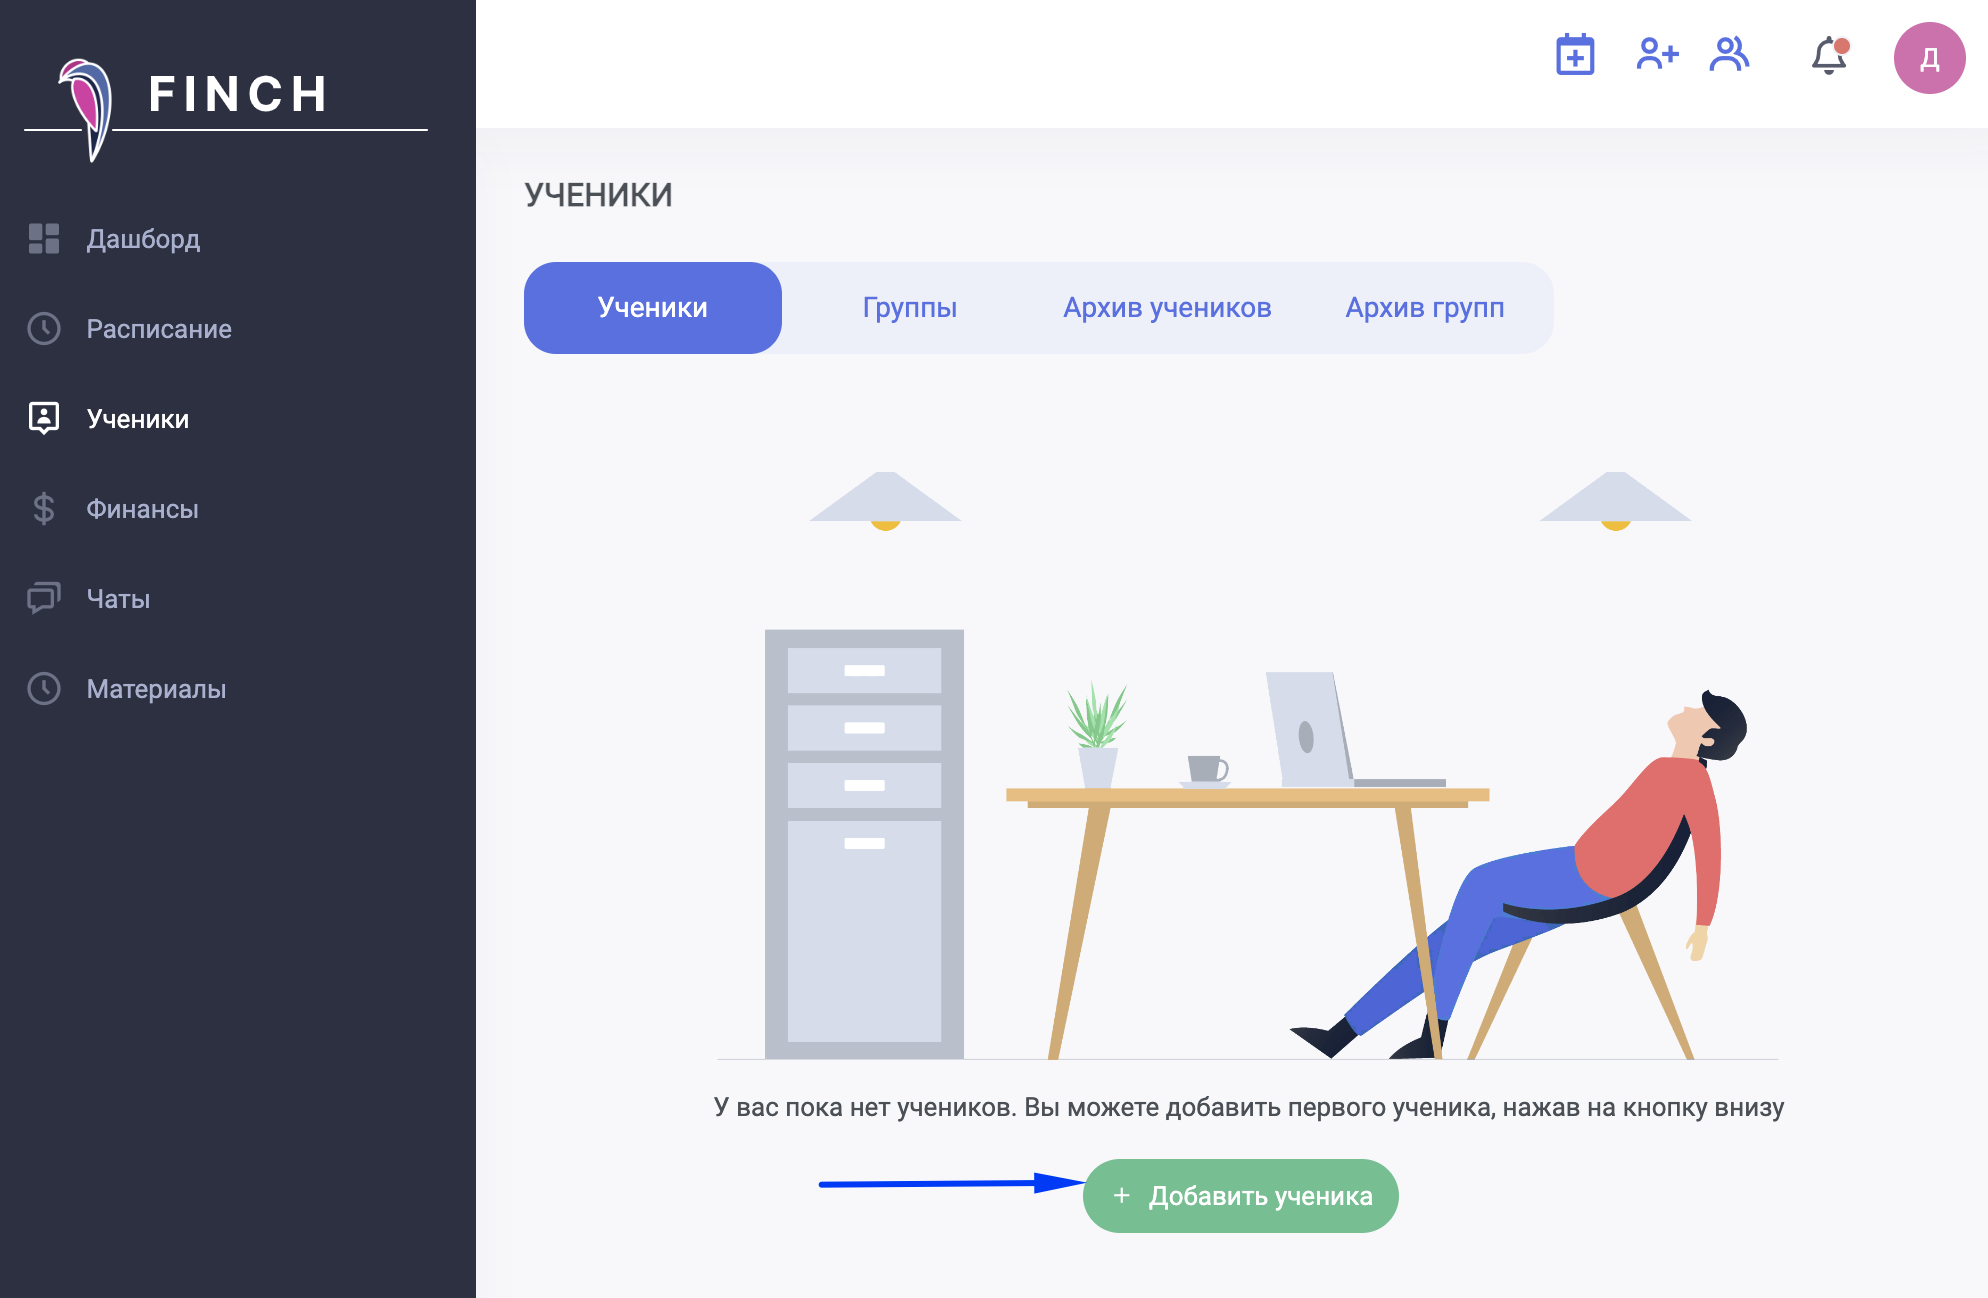 FINCH
Дашборд
Расписание
Ученики
Финансы
Чаты
Материалы
Д
УЧЕНИКИ
Ученики Группы Архив учеников Архив групп
У вас пока нет учеников. Вы можете добавить первого ученика, нажав на кнопку внизу
+ Добавить ученика